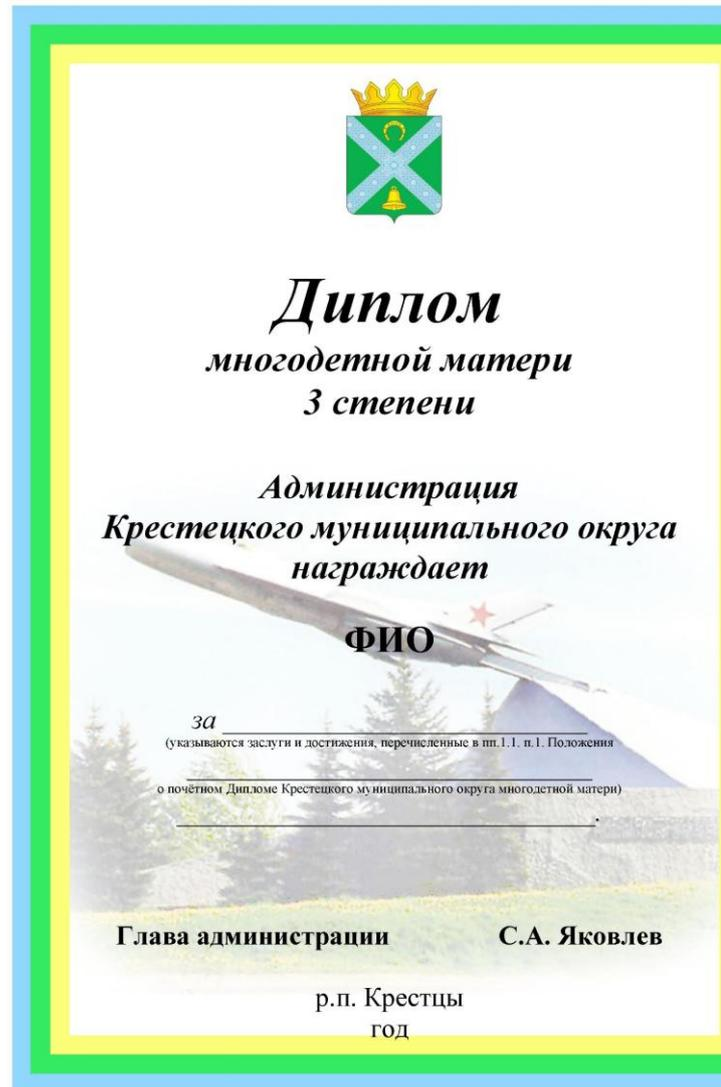 Диплом
многодетной матери
3 степени
Администрация
Крестецкого муниципального округа
награждает
ФИО
за
(указываются заслуги и достижения, перечисленные в пп.1.1. п.1. Положения
о почётном Дипломе Крестецкого муниципального округа многодетной матери)
.
Глава администрации С.А. Яковлев
р.п. Крестцы
год